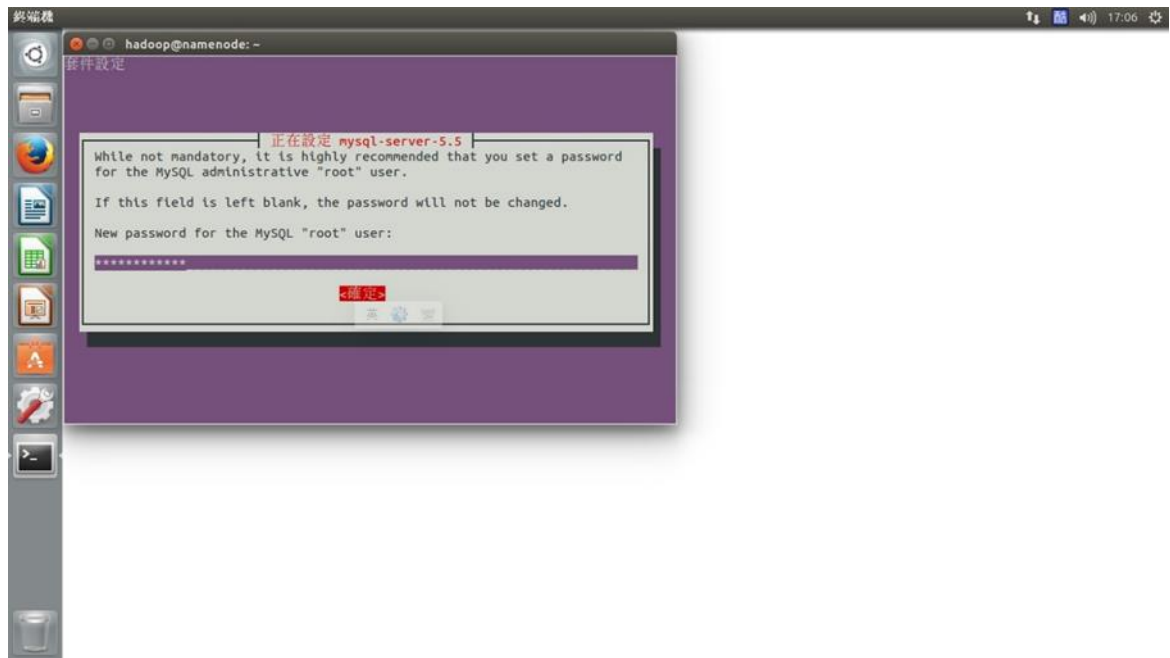 終端機
酷
17:06
hadoop@namenode: ~
套件設定
正在設定 mysql-server-5.5
While not mandatory, it is highly recommended that you set a password
for the MySQL administrative "root" user.
If this field is left blank, the password will not be changed.
New password for the MySQL "root" user:
************
<確定>
英